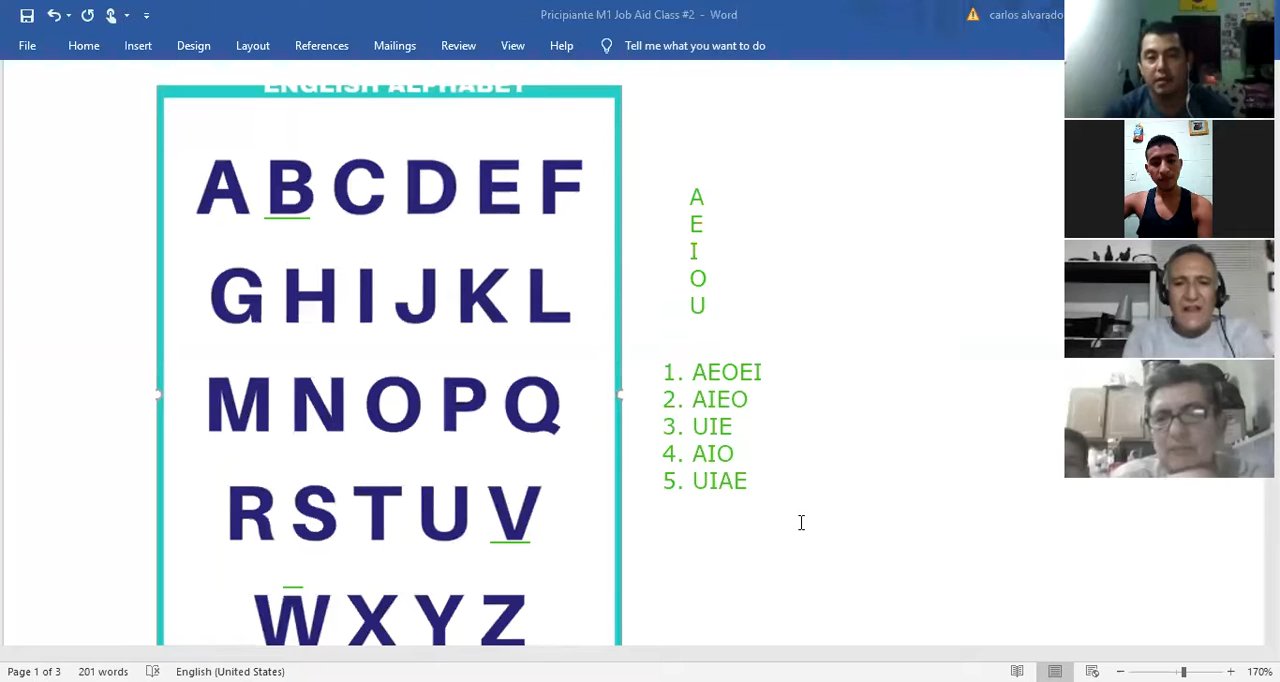 Pricipiante M1 Job Aid Class #2 - Word
carlos alvarado
File Home Insert Design Layout References Mailings Review View Help Tell me what you want to do
ENGLISH ALPHABET
A B C D E F
G H I J K L
M N O P Q
R S T U V
W X Y Z
A
E
I
O
U
1. AEOEI
2. AIEO
3. UIE
4. AIO
5. UIAE
Page 1 of 3 201 words English (United States) 170%